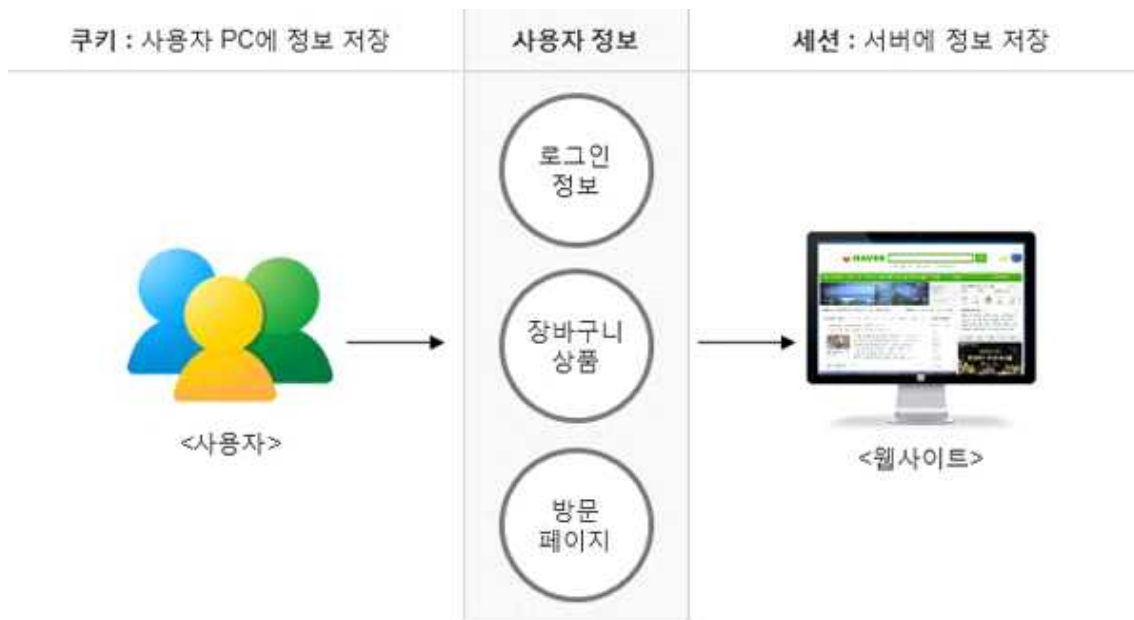 쿠키 : 사용자 PC에 정보 저장
사용자 정보
세션 : 서버에 정보 저장
로그인
정보
장바구니
상품
방문
페이지
<사용자>
NAVER
<웹사이트>